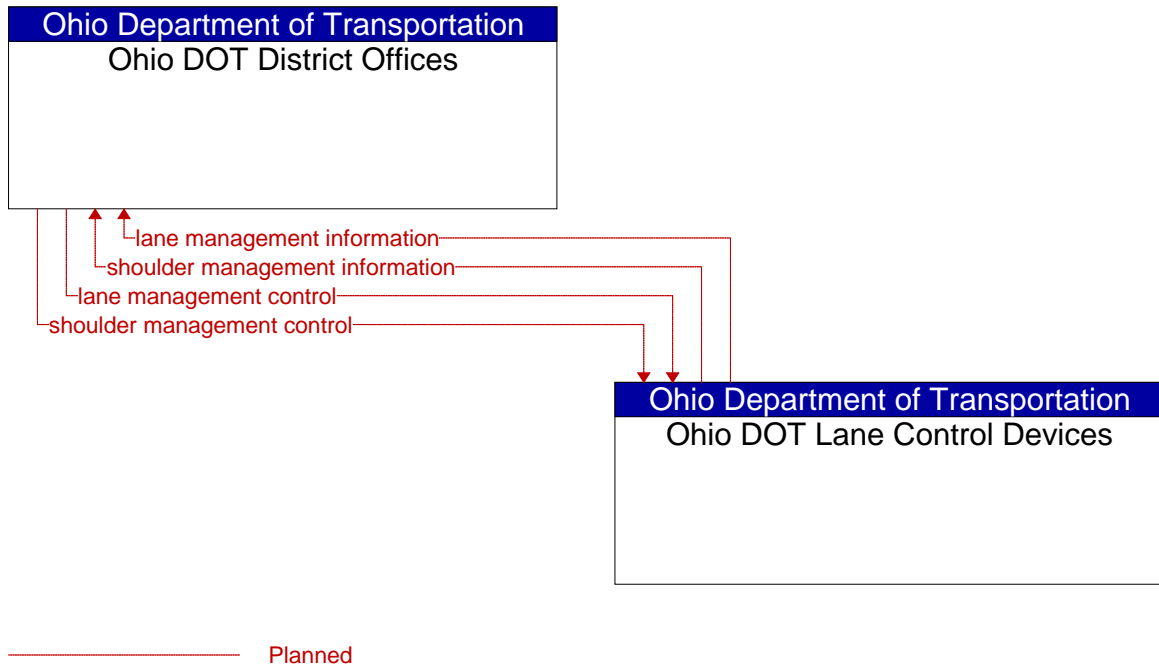 Ohio Department of Transportation
Ohio DOT District Offices
lane management information
shoulder management information
lane management control
shoulder management control
Ohio Department of Transportation
Ohio DOT Lane Control Devices
Planned